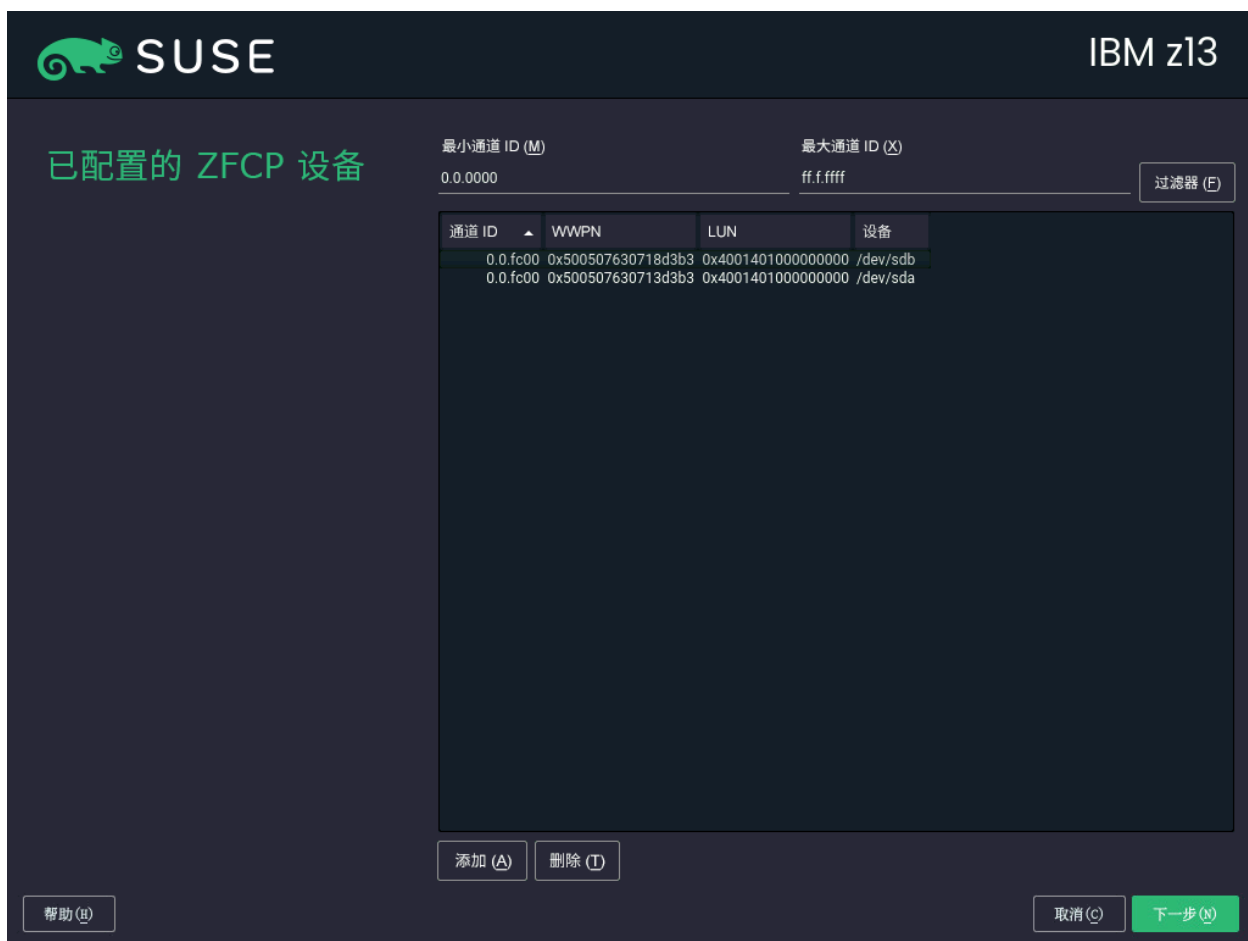 SUSE
IBM z13
已配置的 ZFCP 设备
最小通道 ID (M)
最大通道 ID (X)
0.0.0000
ff.f.ffff
过滤器 (F)
通道 ID WWPN LUN 设备
0.0.fc00 0x500507630718d3b3 0x4001401000000000 /dev/sdb
0.0.fc00 0x500507630713d3b3 0x4001401000000000 /dev/sda
添加 (A)
删除 (T)
帮助(H)
取消(C)
下一步(N)